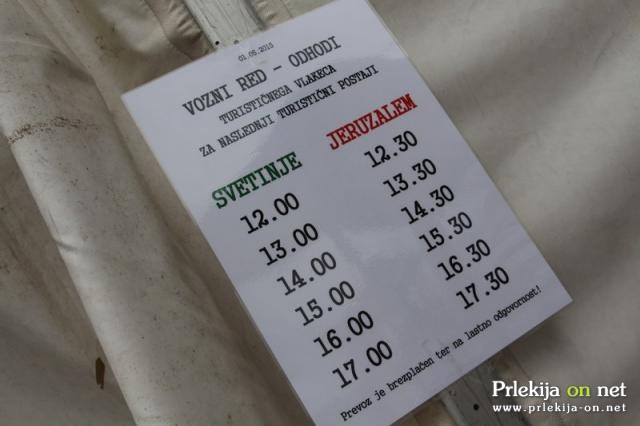 01.05.2015
VOZNI RED - ODHODI
TURISTIČNEGA VLAKECA
ZA NASLEDNJI TURISTIČNI POSTAJI
SVETINJE JERUZALEM
12.00 12.30
13.00 13.30
14.00 14.30
15.00 15.30
16.00 16.30
17.00 17.30
Prevoz je brezplačen ter na lastno odgovornost!
Prlekija on net
www.prlekija-on.net